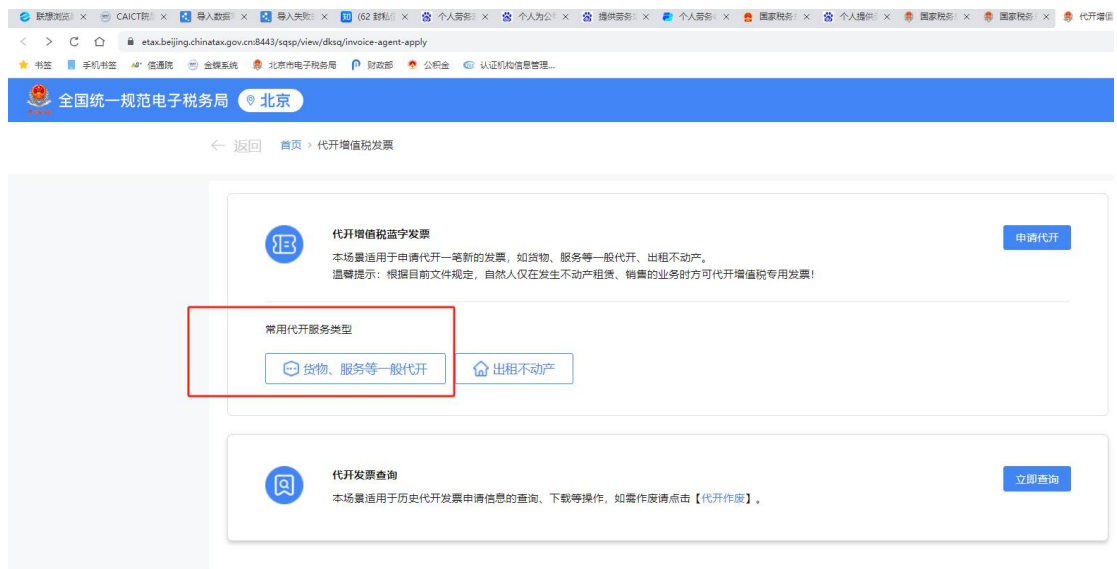 联想浏览 CAICT院 导入数据 导入失败 (62 封私 个人劳务 个人为公 提供劳务 个人劳务 国家税务 个人提供 国家税务 国家税务 代开增值
etax.beijing.chinatax.gov.cn:8443/sqsp/view/dksq/invoice-agent-apply
书签 手机书签 信通院 金蝶系统 北京市电子税务局 财政部 公积金 认证机构信息管理...
全国统一规范电子税务局 北京
返回 首页 > 代开增值税发票
代开增值税蓝字发票
申请代开
本场景适用于申请代开一笔新的发票，如货物、服务等一般代开、出租不动产。
温馨提示：根据目前文件规定，自然人仅在发生不动产租赁、销售的业务时方可代开增值税专用发票！
常用代开服务类型
货物、服务等一般代开 出租不动产
代开发票查询
立即查询
本场景适用于历史代开发票申请信息的查询、下载等操作，如需作废请点击【代开作废】。